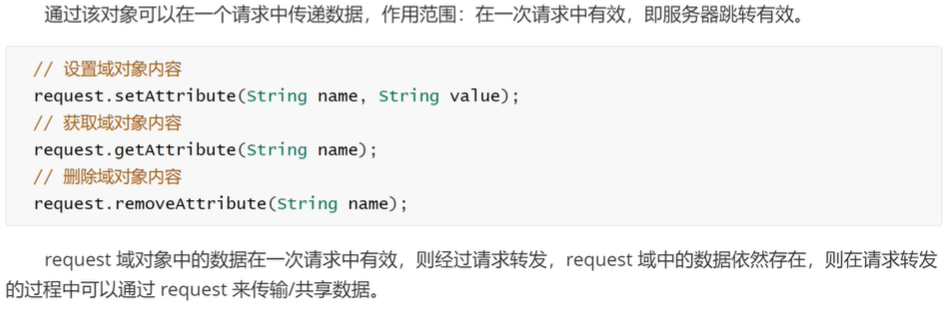 通过该对象可以在一个请求中传递数据，作用范围：在一次请求中有效，即服务器跳转有效。
// 设置域对象内容
request.setAttribute(String name, String value);
// 获取域对象内容
request.getAttribute(String name);
// 删除域对象内容
request.removeAttribute(String name);
request 域对象中的数据在一次请求中有效，则经过请求转发，request 域中的数据依然存在，则在请求转发
的过程中可以通过 request 来传输/共享数据。